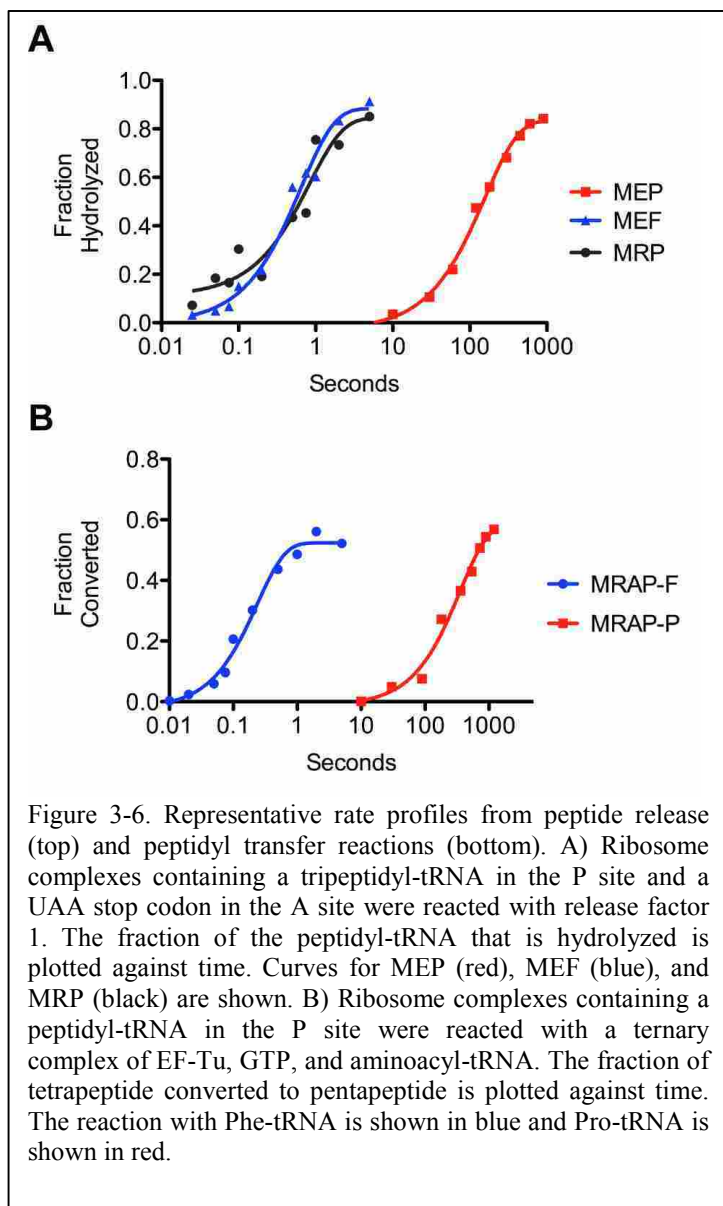 A
1.0
0.8
0.6
0.4
0.2
0.0
Fraction
Hydrolyzed
0.01 0.1 1 10 100 1000
Seconds
MEP
MEF
MRP
B
0.8
0.6
0.4
0.2
0.0
Fraction
Converted
0.01 0.1 1 10 100 1000
Seconds
MRAP-F
MRAP-P
Figure 3-6. Representative rate profiles from peptide release
(top) and peptidyl transfer reactions (bottom). A) Ribosome
complexes containing a tripeptidyl-tRNA in the P site and a
UAA stop codon in the A site were reacted with release factor
1. The fraction of the peptidyl-tRNA that is hydrolyzed is
plotted against time. Curves for MEP (red), MEF (blue), and
MRP (black) are shown. B) Ribosome complexes containing a
peptidyl-tRNA in the P site were reacted with a ternary
complex of EF-Tu, GTP, and aminoacyl-tRNA. The fraction of
tetrapeptide converted to pentapeptide is plotted against time.
The reaction with Phe-tRNA is shown in blue and Pro-tRNA is
shown in red.